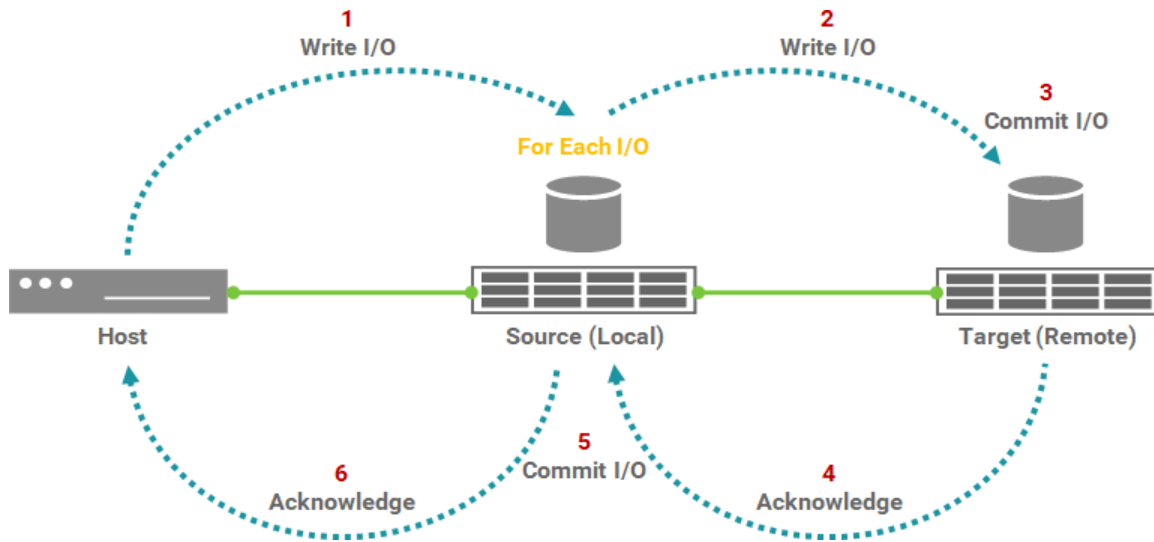 1
Write I/O
2
Write I/O
3
Commit I/O
For Each I/O
Host
Source (Local)
Target (Remote)
4
Acknowledge
5
Commit I/O
6
Acknowledge